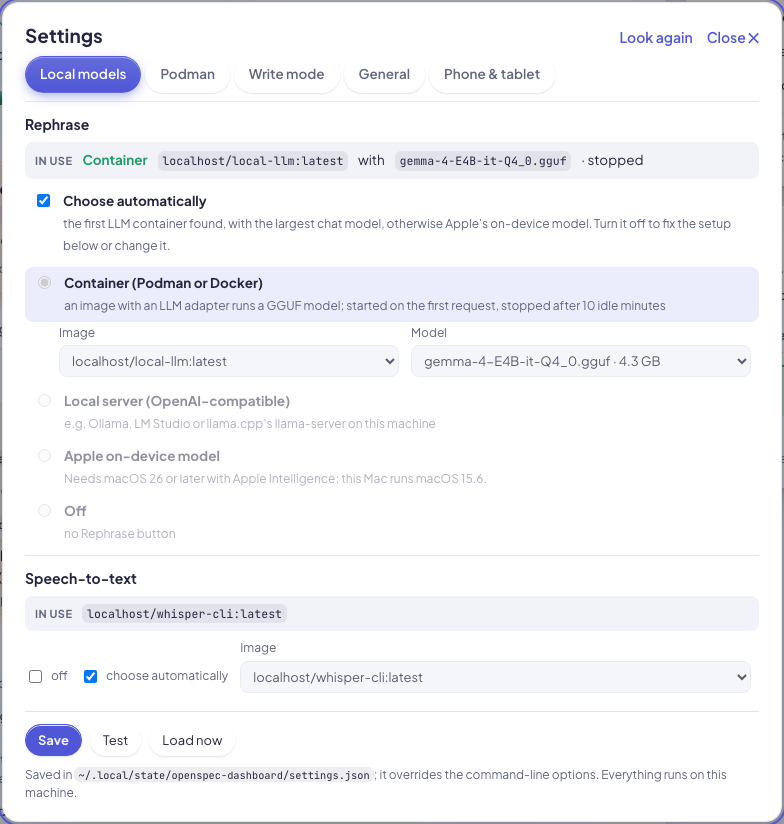 Settings
Look again
Close ×
Local models
Podman
Write mode
General
Phone & tablet
Rephrase
IN USE Container localhost/local-llm:latest with gemma-4-E4B-it-Q4_0.gguf · stopped
Choose automatically
the first LLM container found, with the largest chat model, otherwise Apple's on-device model. Turn it off to fix the setup
below or change it.
Container (Podman or Docker)
an image with an LLM adapter runs a GGUF model; started on the first request, stopped after 10 idle minutes
Image
Model
localhost/local-llm:latest
gemma-4-E4B-it-Q4_0.gguf · 4.3 GB
Local server (OpenAI-compatible)
e.g. Ollama, LM Studio or llama.cpp's llama-server on this machine
Apple on-device model
Needs macOS 26 or later with Apple Intelligence; this Mac runs macOS 15.6.
Off
no Rephrase button
Speech-to-text
IN USE localhost/whisper-cli:latest
Image
off
choose automatically
localhost/whisper-cli:latest
Save
Test
Load now
Saved in ~/.local/state/openspec-dashboard/settings.json ; it overrides the command-line options. Everything runs on this
machine.